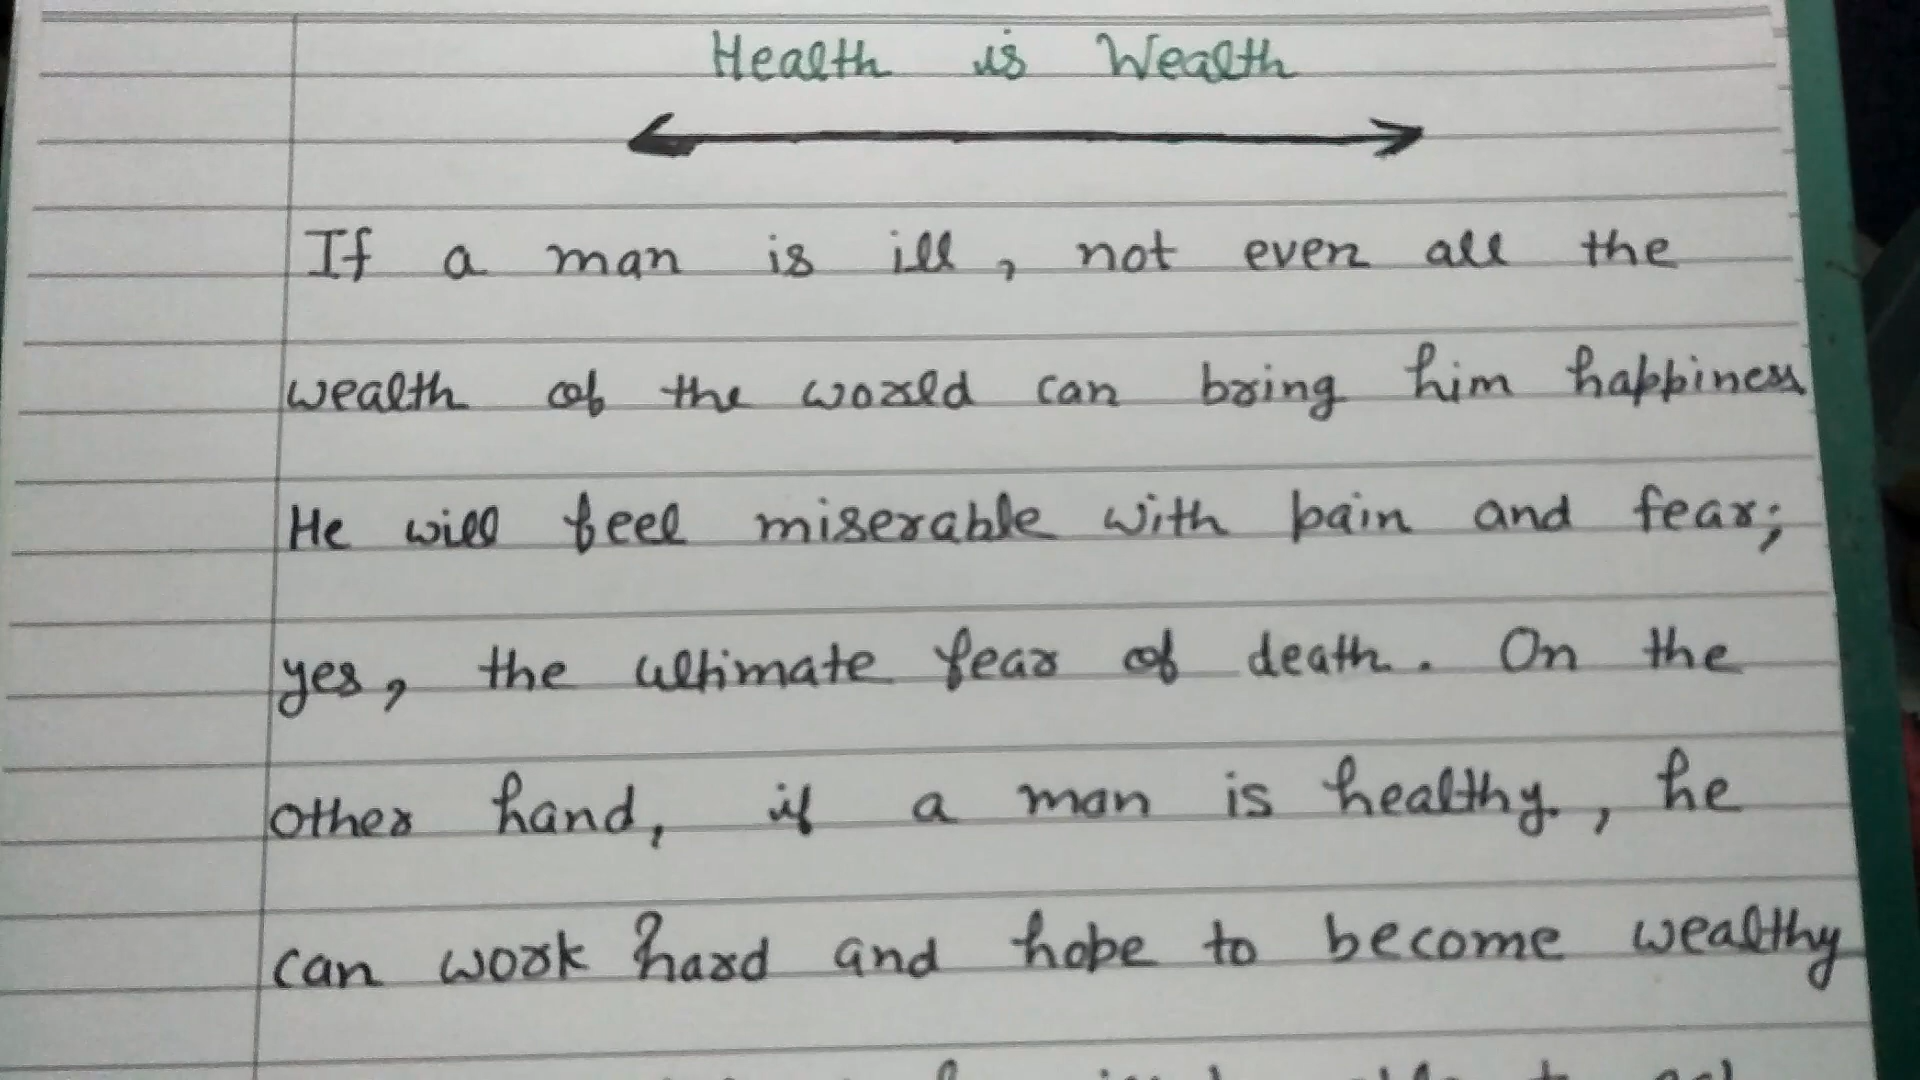 Health is Wealth
If a man is ill, not even all the
wealth of the world can bring him happiness
He will feel miserable with pain and fear;
yes, the ultimate fear of death. On the
other hand, if a man is healthy, he
can work hard and hope to become wealthy